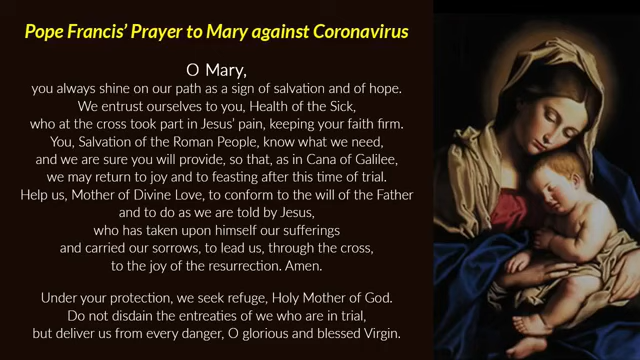 Pope Francis' Prayer to Mary against Coronavirus
O Mary,
you always shine on our path as a sign of salvation and of hope.
We entrust ourselves to you, Health of the Sick,
who at the cross took part in Jesus' pain, keeping your faith firm.
You, Salvation of the Roman People, know what we need,
and we are sure you will provide, so that, as in Cana of Galilee,
we may return to joy and to feasting after this time of trial.
Help us, Mother of Divine Love, to conform to the will of the Father
and to do as we are told by Jesus,
who has taken upon himself our sufferings
and carried our sorrows, to lead us, through the cross,
to the joy of the resurrection. Amen.
Under your protection, we seek refuge, Holy Mother of God.
Do not disdain the entreaties of we who are in trial,
but deliver us from every danger, O glorious and blessed Virgin.